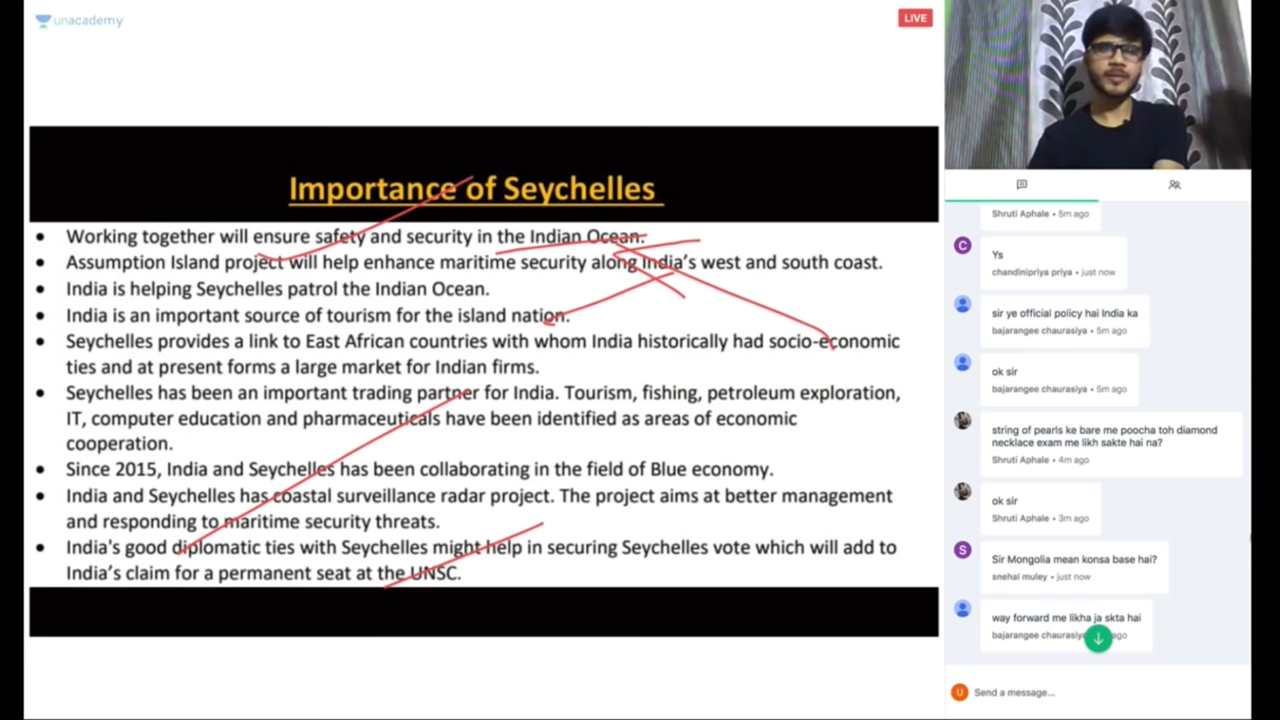 unacademy
LIVE
Importance of Seychelles
• Working together will ensure safety and security in the Indian Ocean.
• Assumption Island project will help enhance maritime security along India's west and south coast.
• India is helping Seychelles patrol the Indian Ocean.
• India is an important source of tourism for the island nation.
• Seychelles provides a link to East African countries with whom India historically had socio-economic
ties and at present forms a large market for Indian firms.
• Seychelles has been an important trading partner for India. Tourism, fishing, petroleum exploration,
IT, computer education and pharmaceuticals have been identified as areas of economic
cooperation.
• Since 2015, India and Seychelles has been collaborating in the field of Blue economy.
• India and Seychelles has coastal surveillance radar project. The project aims at better management
and responding to maritime security threats.
• India's good diplomatic ties with Seychelles might help in securing Seychelles vote which will add to
India's claim for a permanent seat at the UNSC.
Shruti Aphale • 5m ago
C
Ys
chandinipriya priya • just now
sir ye official policy hai India ka
bajarangee chaurasiya • 5m ago
ok sir
bajarangee chaurasiya • 5m ago
string of pearls ke bare me poocha toh diamond
necklace exam me likh sakte hai na?
Shruti Aphale • 4m ago
ok sir
Shruti Aphale • 3m ago
S
Sir Mongolia mean konsa base hai?
snehal muley • just now
way forward me likha ja skta hai
bajarangee chaurasiya ago
U
Send a message...